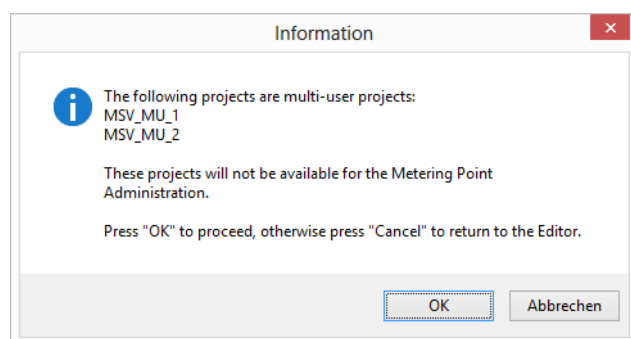 Information
The following projects are multi-user projects:
MSV_MU_1
MSV_MU_2
These projects will not be available for the Metering Point
Administration.
Press "OK" to proceed, otherwise press "Cancel" to return to the Editor.
OK
Abbrechen